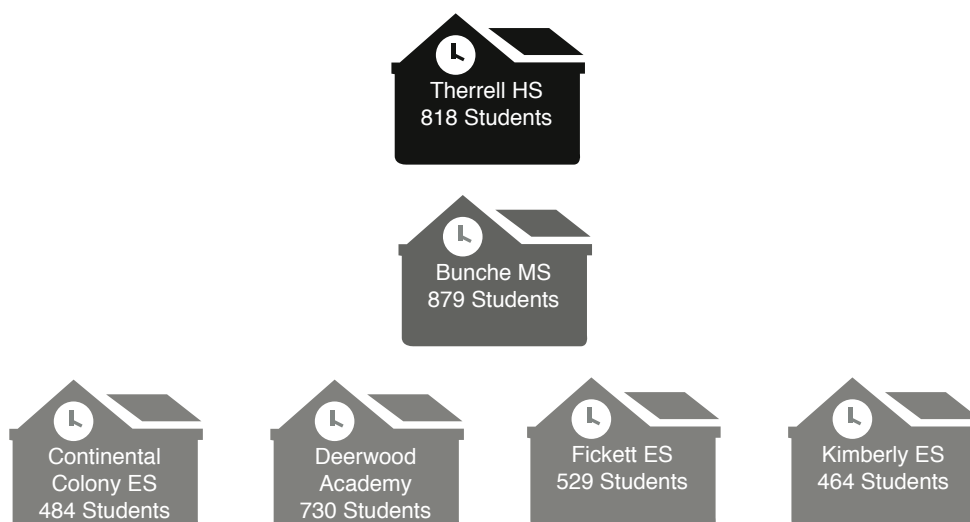 Therrell HS
818 Students
Bunche MS
879 Students
Continental
Colony ES
484 Students
Deerwood
Academy
730 Students
Fickett ES
529 Students
Kimberly ES
464 Students